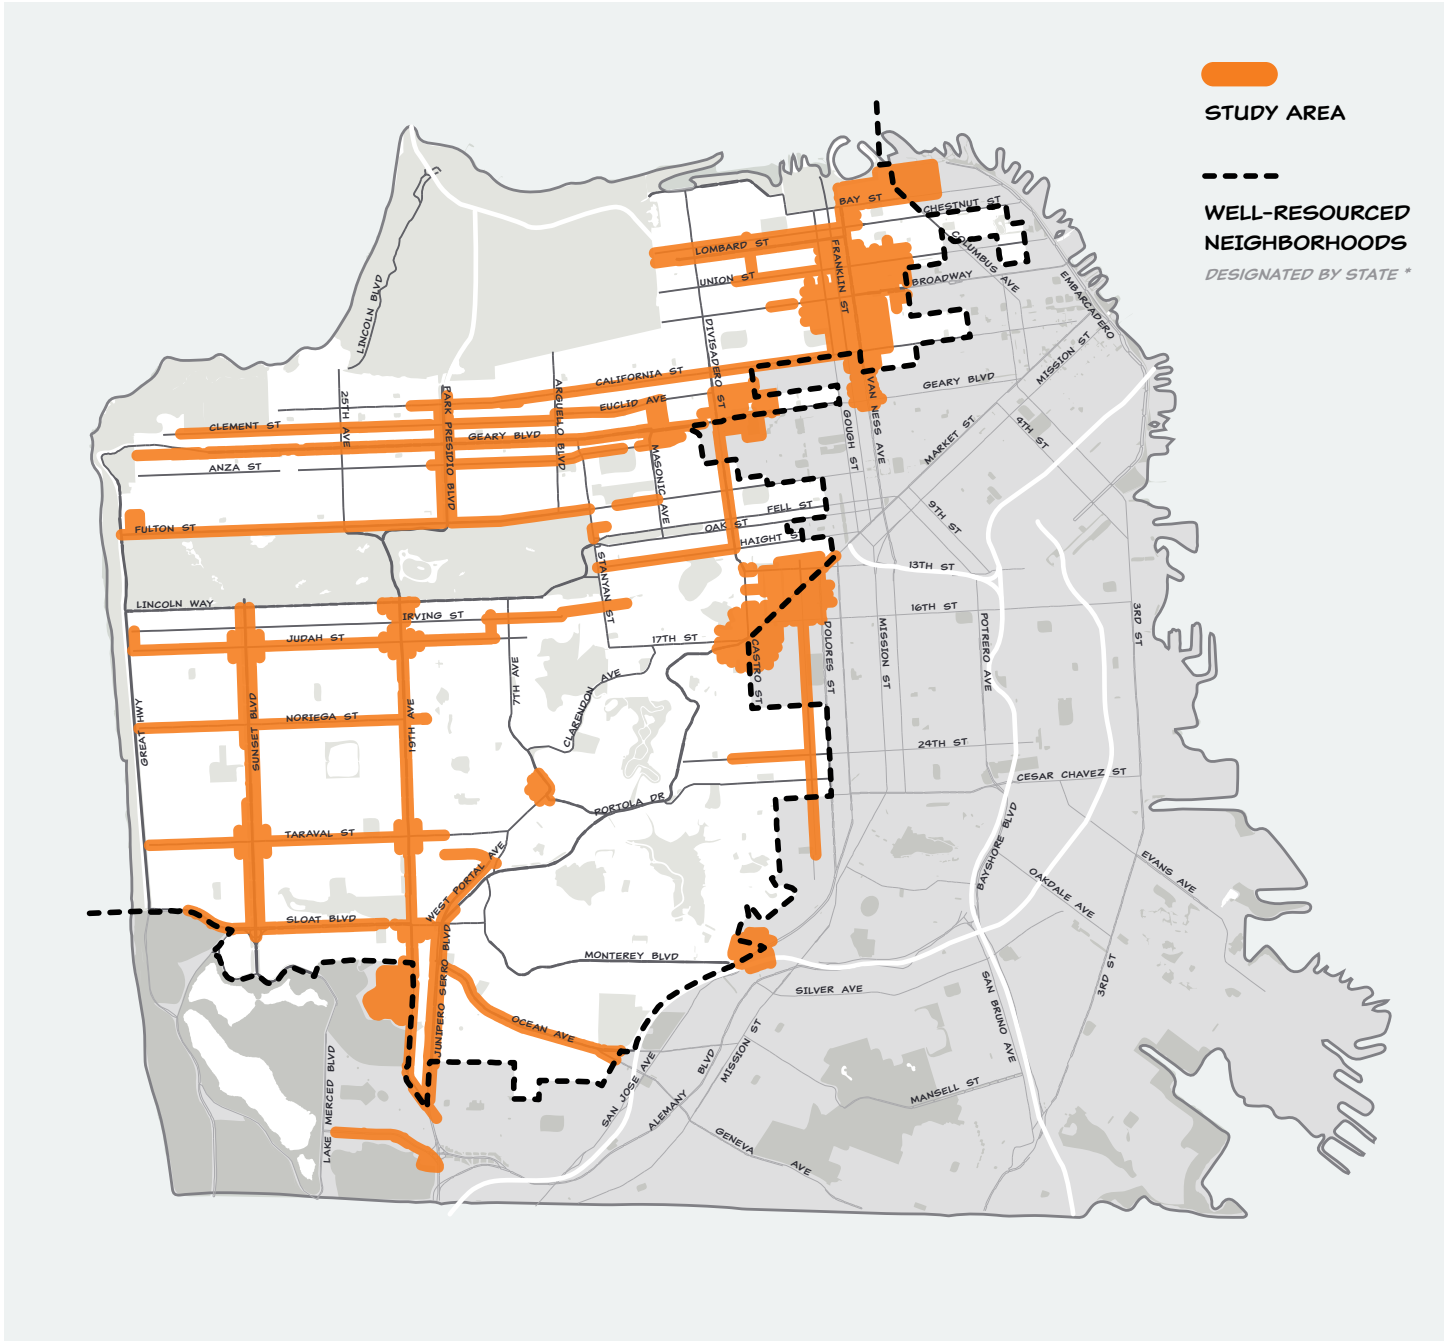 STUDY AREA
WELL-RESOURCED
NEIGHBORHOODS
DESIGNATED BY STATE *
BAY ST
CHESTNUT ST
LOMBARD ST
COLUMBUS AVE
UNION ST
FRANKLIN ST
BROADWAY
EMBARCADERO
LINCOLN BLVD
DIVISADERO ST
MISSION ST
CALIFORNIA ST
GEARY BLVD
VAN NESS AVE
25TH AVE
PARK PRESIDIO BLVD
ARGUELLO BLVD
EUCLID AVE
CLEMENT ST
GEARY BLVD
GOUGH ST
MARKET ST
4TH ST
ANZA ST
MASONIC AVE
FELL ST
9TH ST
FULTON ST
OAK ST
HAIGHT ST
STANYAN ST
13TH ST
LINCOLN WAY
IRVING ST
16TH ST
3RD ST
JUDAH ST
17TH ST
CASTRO ST
DOLORES ST
MISSION ST
POTRERO AVE
7TH AVE
CLARENDON AVE
GREAT HWY
SUNSET BLVD
NORIEGA ST
19TH AVE
24TH ST
CESAR CHAVEZ ST
PORTOLA DR
TARAVAL ST
BAYSHORE BLVD
WEST PORTAL AVE
OAKDALE AVE
EVANS AVE
SLOAT BLVD
MONTEREY BLVD
JUNIPERO SERRO BLVD
SILVER AVE
SAN BRUNO AVE
3RD ST
OCEAN AVE
LAKE MERCED BLVD
SAN JOSE AVE
ALEMANY BLVD
MISSION ST
MANSELL ST
GENEVA AVE